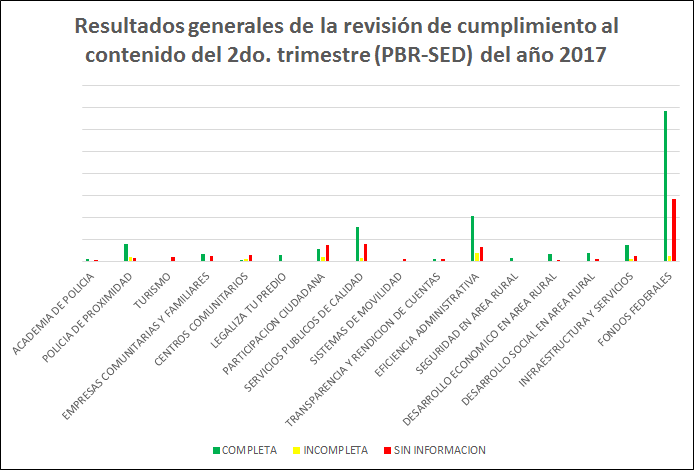 Resultados generales de la revisión de cumplimiento al
contenido del 2do. trimestre (PBR-SED) del año 2017
ACADEMIA DE POLICIA
POLICIA DE PROXIMIDAD
TURISMO
EMPRESAS COMUNITARIAS Y FAMILIARES
CENTROS COMUNITARIOS
LEGALIZA TU PREDIO
PARTICIPACION CIUDADANA
SERVICIOS PUBLICOS DE CALIDAD
SISTEMAS DE MOVILIDAD
TRANSPARENCIA Y RENDICION DE CUENTAS
EFICIENCIA ADMINISTRATIVA
SEGURIDAD EN AREA RURAL
DESARROLLO ECONOMICO EN AREA RURAL
DESARROLLO SOCIAL EN AREA RURAL
INFRAESTRUCTURA Y SERVICIOS
FONDOS FEDERALES
COMPLETA INCOMPLETA SIN INFORMACION